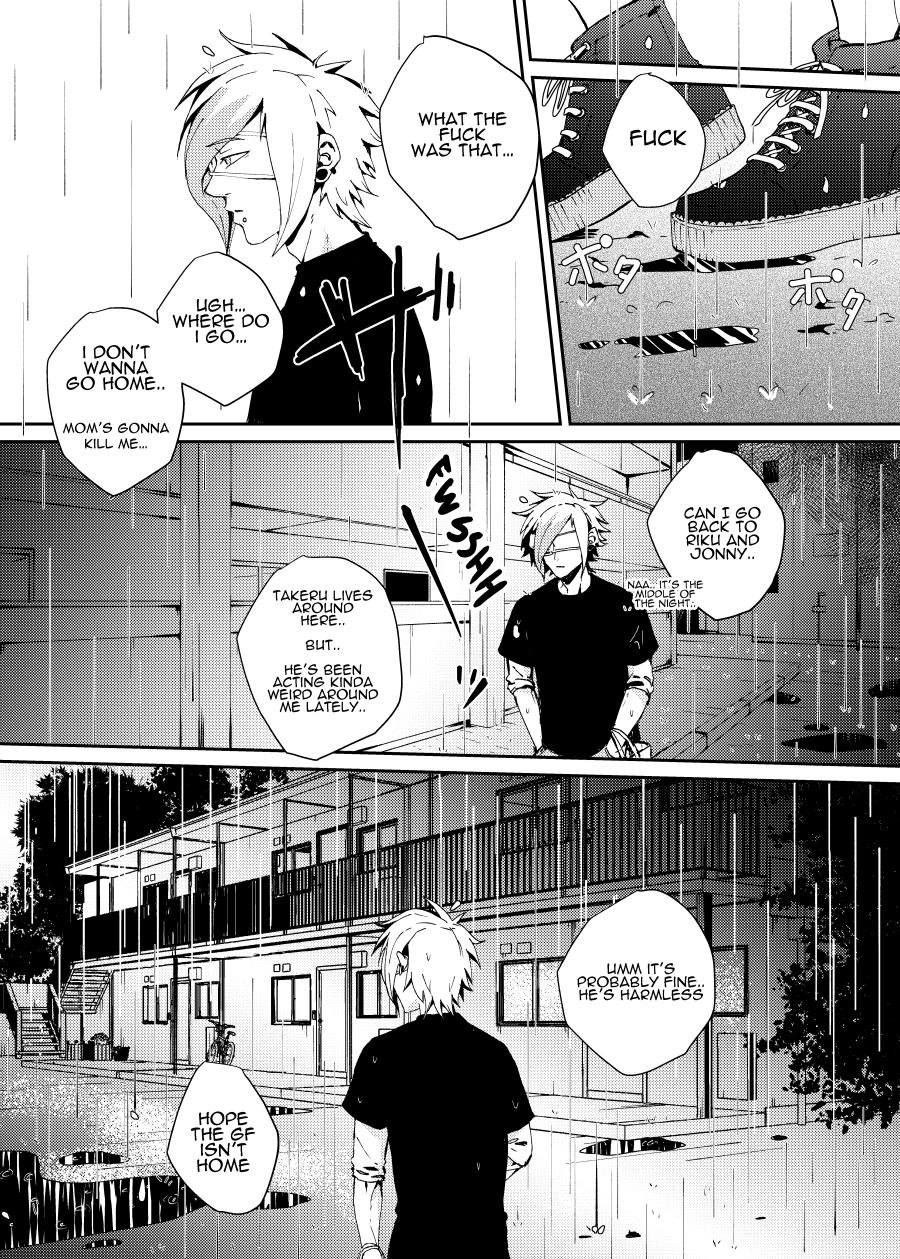 WHAT THE
FUCK
WAS THAT...
FUCK
ポタ
ポタ
UGH...
WHERE DO
I GO...
I DON'T
WANNA
GO HOME..
MOM'S GONNA
KILL ME...
ザザ
FWSSHH
CAN I GO
BACK TO
RIKU AND
JONNY..
NAA.. IT'S THE
MIDDLE OF
THE NIGHT..
TAKERU LIVES
AROUND
HERE..
BUT..
HE'S BEEN
ACTING KINDA
WEIRD AROUND
ME LATELY..
UMM IT'S
PROBABLY FINE..
HE'S HARMLESS
HOPE
THE GF
ISN'T
HOME